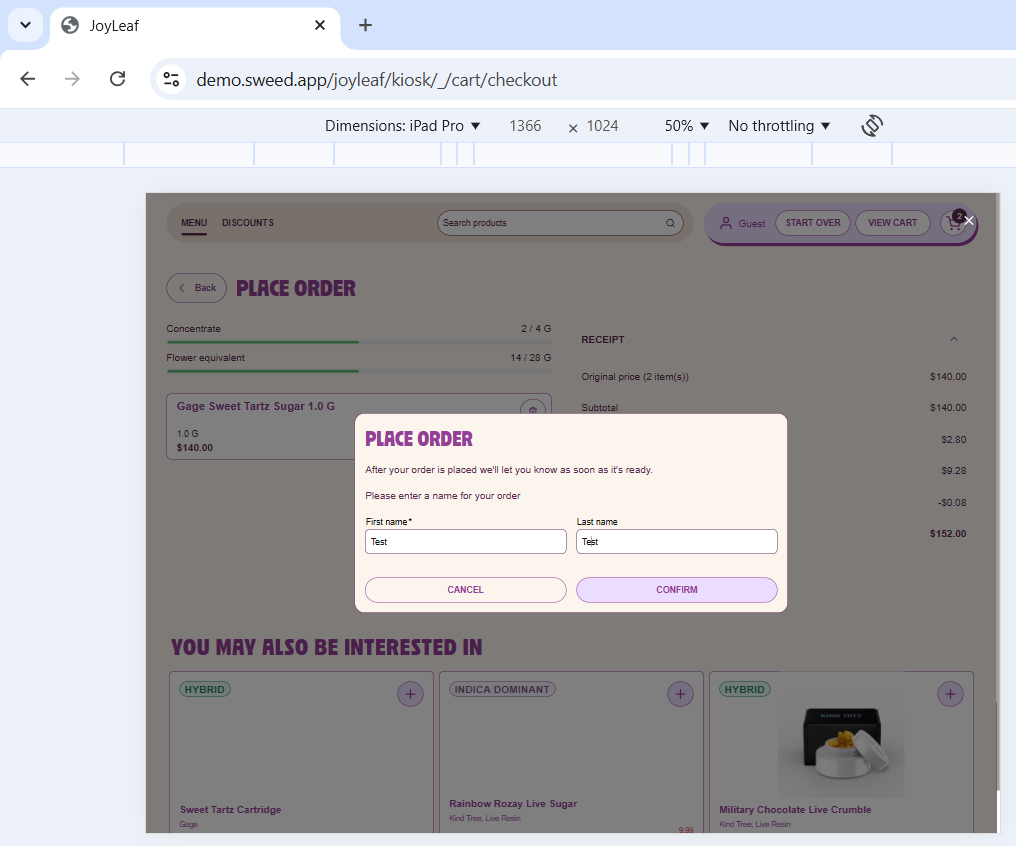 JoyLeaf
demo.sweed.app/joyleaf/kiosk/_/cart/checkout
Dimensions: iPad Pro ▼ 1366 × 1024 50% ▼ No throttling ▼
MENU DISCOUNTS Search products Guest START OVER VIEW CART 2
Back PLACE ORDER
Concentrate 2 / 4 G
Flower equivalent 14 / 28 G
RECEIPT
Original price (2 item(s)) $140.00
Gage Sweet Tartz Sugar 1.0 G
1.0 G
$140.00
Subtotal $140.00
$2.80
$9.28
-$0.08
$152.00
PLACE ORDER
After your order is placed we'll let you know as soon as it's ready.
Please enter a name for your order
First name* Last name
Test Test
CANCEL CONFIRM
YOU MAY ALSO BE INTERESTED IN
HYBRID
Sweet Tartz Cartridge
Gage
INDICA DOMINANT
Rainbow Rozay Live Sugar
Kind Tree, Live Resin
9.99
HYBRID
KIND TREE
Military Chocolate Live Crumble
Kind Tree, Live Resin